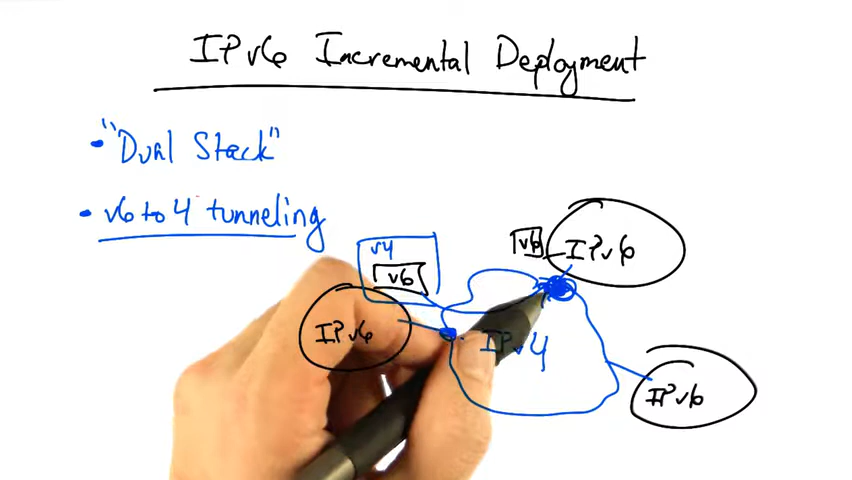 IPv6 Incremental Deployment
• "Dual Stack"
• v6 to 4 tunneling
v4
v6
v6
IPv6
IPv6
IPv4
IPv6